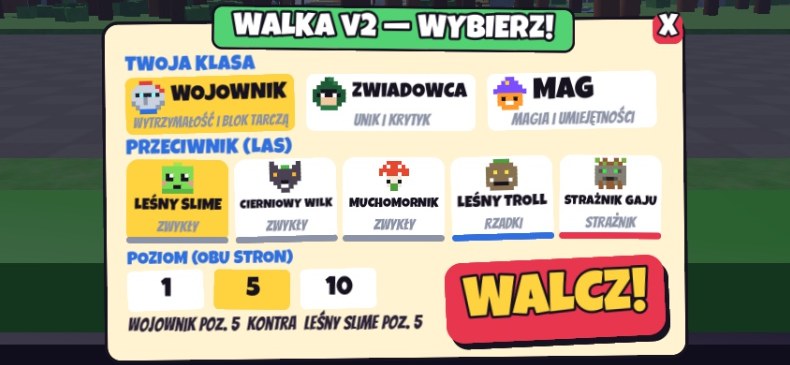 WALKA V2 — WYBIERZ!
X
TWOJA KLASA
WOJOWNIK
WYTRZYMAŁOŚĆ I BLOK TARCZĄ
ZWIADOWCA
UNIK I KRYTYK
MAG
MAGIA I UMIEJĘTNOŚCI
PRZECIWNIK (LAS)
LEŚNY SLIME
ZWYKŁY
CIERNIOWY WILK
ZWYKŁY
MUCHOMORNIK
ZWYKŁY
LEŚNY TROLL
RZADKI
STRAŻNIK GAJU
STRAŻNIK
POZIOM (OBU STRON)
1
5
10
WOJOWNIK POZ. 5 KONTRA LEŚNY SLIME POZ. 5
WALCZ!